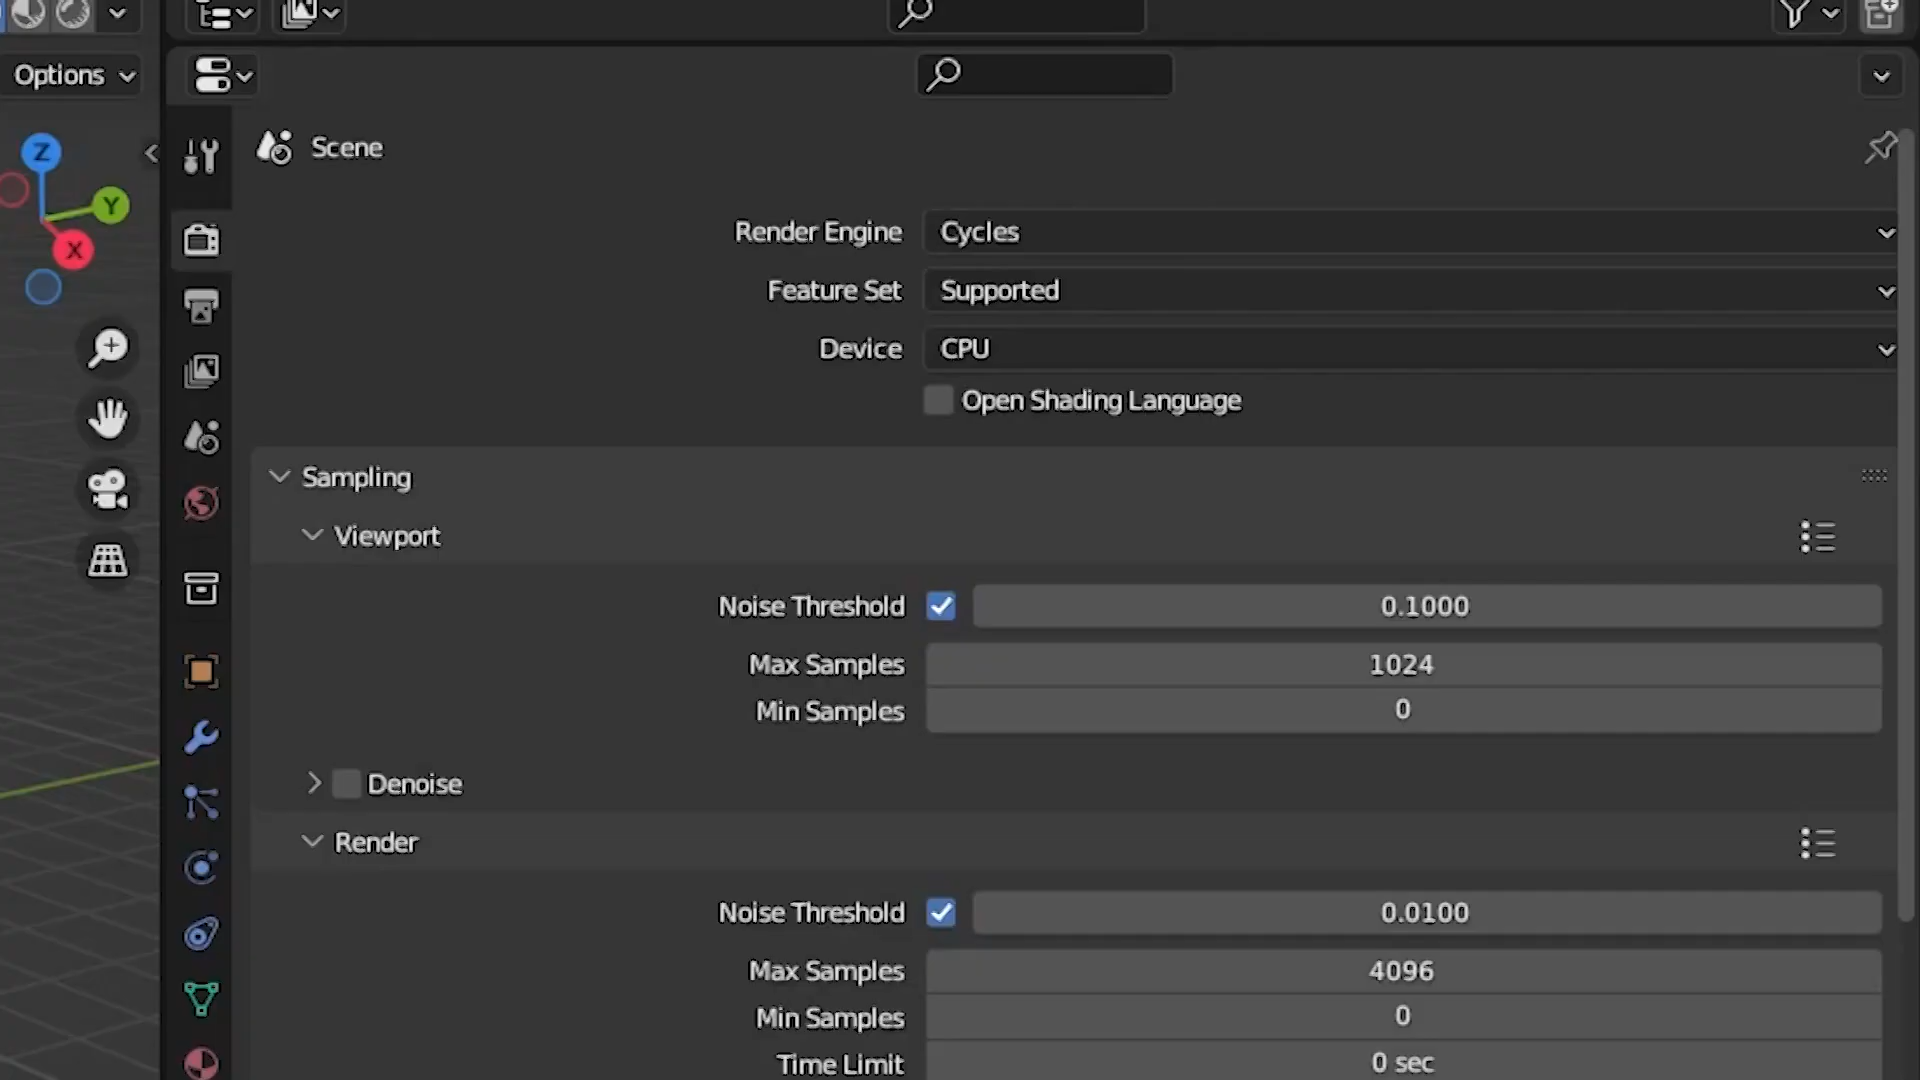 Options
Z
Y
X
Scene
Render Engine Cycles
Feature Set Supported
Device CPU
Open Shading Language
Sampling
Viewport
Noise Threshold 0.1000
Max Samples 1024
Min Samples 0
Denoise
Render
Noise Threshold 0.0100
Max Samples 4096
Min Samples 0
Time Limit 0 sec